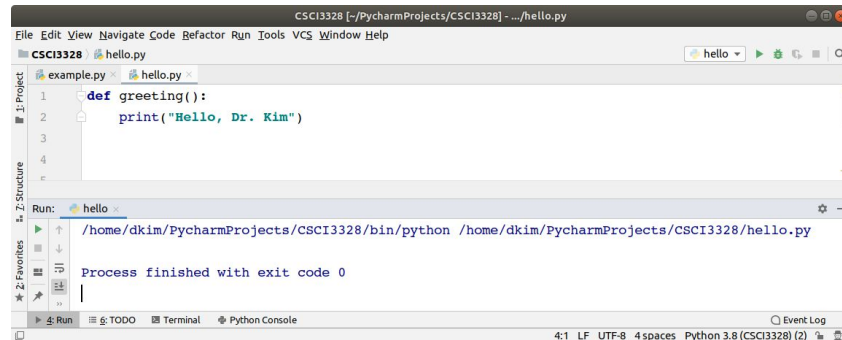 CSCI3328 [~/PycharmProjects/CSCI3328] - .../hello.py
File Edit View Navigate Code Refactor Run Tools VCS Window Help
CSCI3328 hello.py hello
example.py hello.py
1 def greeting():
2 print("Hello, Dr. Kim")
3
4
1: Project
7: Structure
2: Favorites
Run: hello
/home/dkim/PycharmProjects/CSCI3328/bin/python /home/dkim/PycharmProjects/CSCI3328/hello.py
Process finished with exit code 0
4: Run 6: TODO Terminal Python Console Event Log
4:1 LF UTF-8 4 spaces Python 3.8 (CSCI3328) (2)